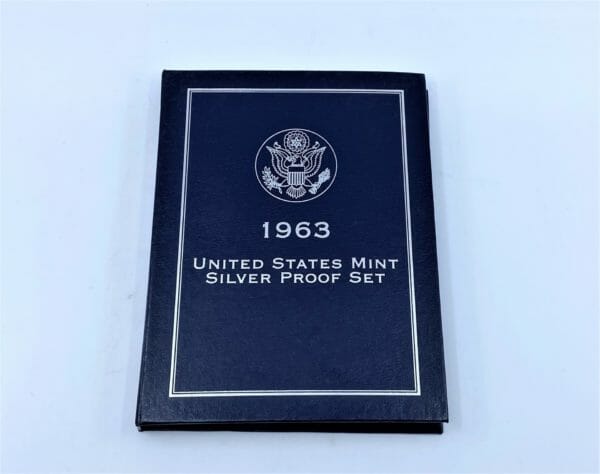 1963
UNITED STATES MINT
SILVER PROOF SET